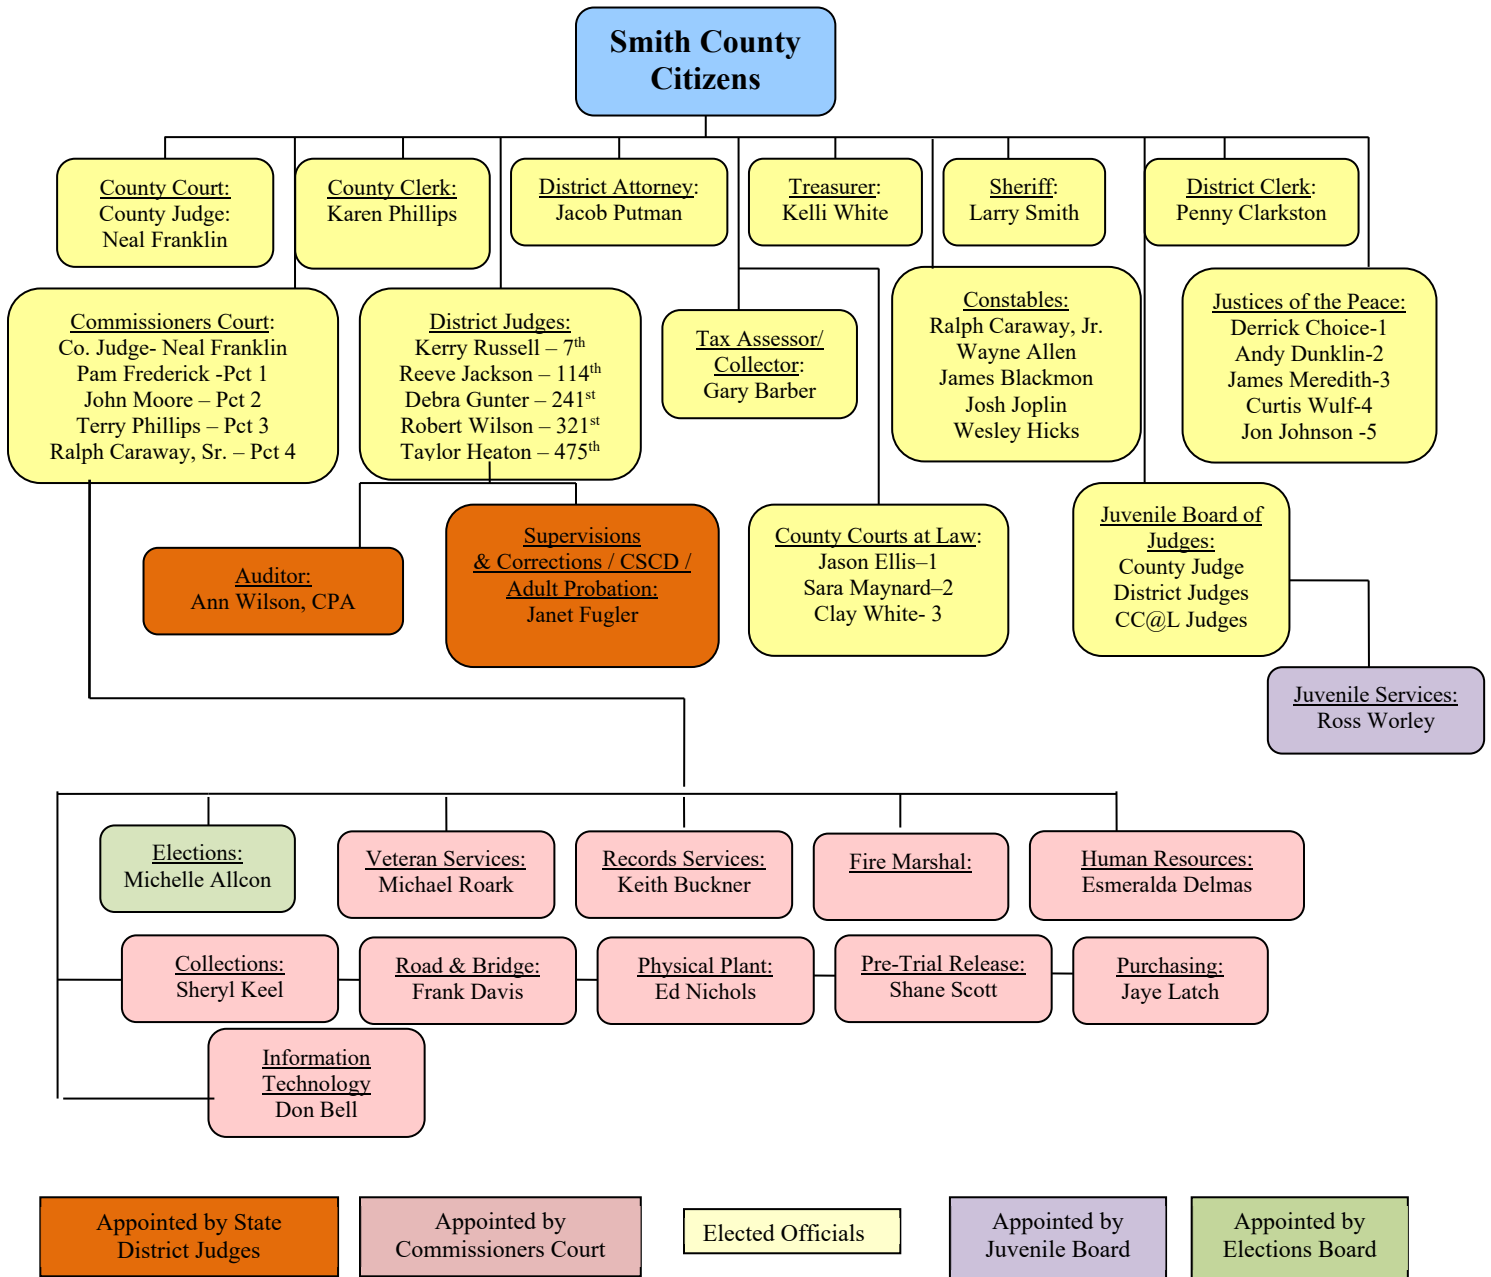 Smith County
Citizens
County Court:
County Judge:
Neal Franklin
County Clerk:
Karen Phillips
District Attorney:
Jacob Putman
Treasurer:
Kelli White
Sheriff:
Larry Smith
District Clerk:
Penny Clarkston
Commissioners Court:
Co. Judge- Neal Franklin
Pam Frederick -Pct 1
John Moore – Pct 2
Terry Phillips – Pct 3
Ralph Caraway, Sr. – Pct 4
District Judges:
Kerry Russell – 7th
Reeve Jackson – 114th
Debra Gunter – 241st
Robert Wilson – 321st
Taylor Heaton – 475th
Tax Assessor/
Collector:
Gary Barber
Constables:
Ralph Caraway, Jr.
Wayne Allen
James Blackmon
Josh Joplin
Wesley Hicks
Justices of the Peace:
Derrick Choice-1
Andy Dunklin-2
James Meredith-3
Curtis Wulf-4
Jon Johnson -5
Auditor:
Ann Wilson, CPA
Supervisions
& Corrections / CSCD /
Adult Probation:
Janet Fugler
County Courts at Law:
Jason Ellis–1
Sara Maynard–2
Clay White- 3
Juvenile Board of
Judges:
County Judge
District Judges
CC@L Judges
Juvenile Services:
Ross Worley
Elections:
Michelle Allcon
Veteran Services:
Michael Roark
Records Services:
Keith Buckner
Fire Marshal:
Human Resources:
Esmeralda Delmas
Collections:
Sheryl Keel
Road & Bridge:
Frank Davis
Physical Plant:
Ed Nichols
Pre-Trial Release:
Shane Scott
Purchasing:
Jaye Latch
Information
Technology
Don Bell
Appointed by State
District Judges
Appointed by
Commissioners Court
Elected Officials
Appointed by
Juvenile Board
Appointed by
Elections Board